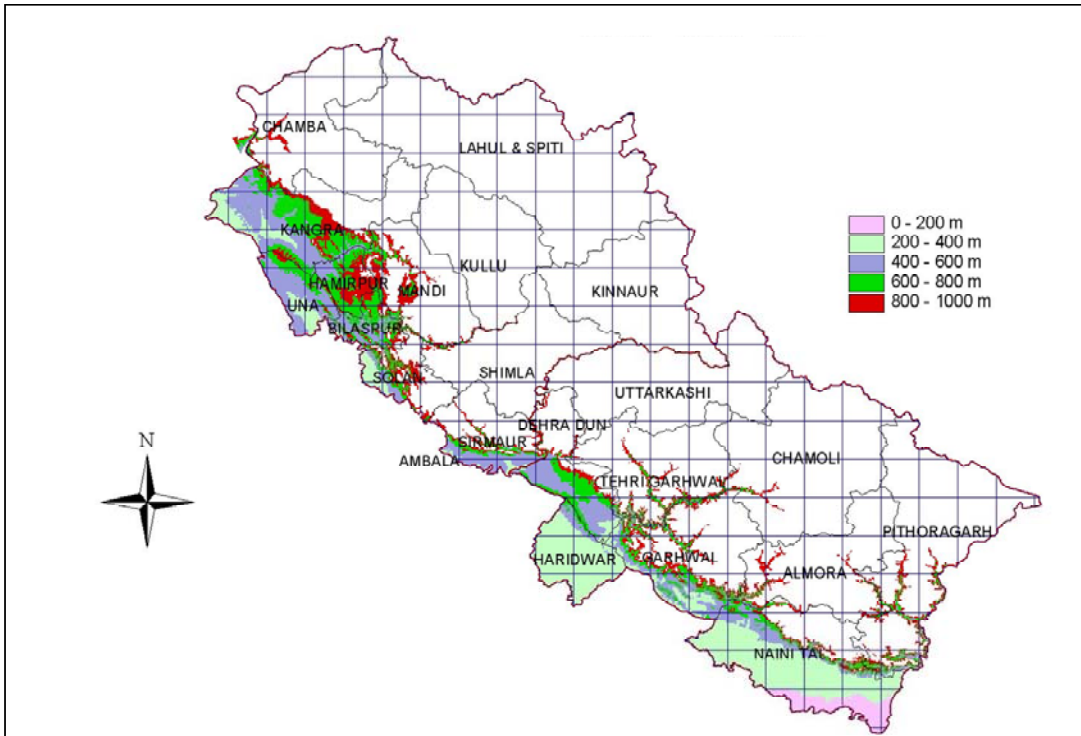 CHAMBA
LAHUL & SPITI
0 - 200 m
200 - 400 m
400 - 600 m
600 - 800 m
800 - 1000 m
KANGRA
KULLU
HAMIRPUR
MANDI
KINNAUR
UNA
BILASPUR
SHIMLA
SOLAN
UTTARKASHI
DEHRA DUN
SIRMAUR
AMBALA
CHAMOLI
N
TEHRI GARHWAL
PITHORAGARH
HARIDWAR
GARHWAL
ALMORA
NAINI TAL